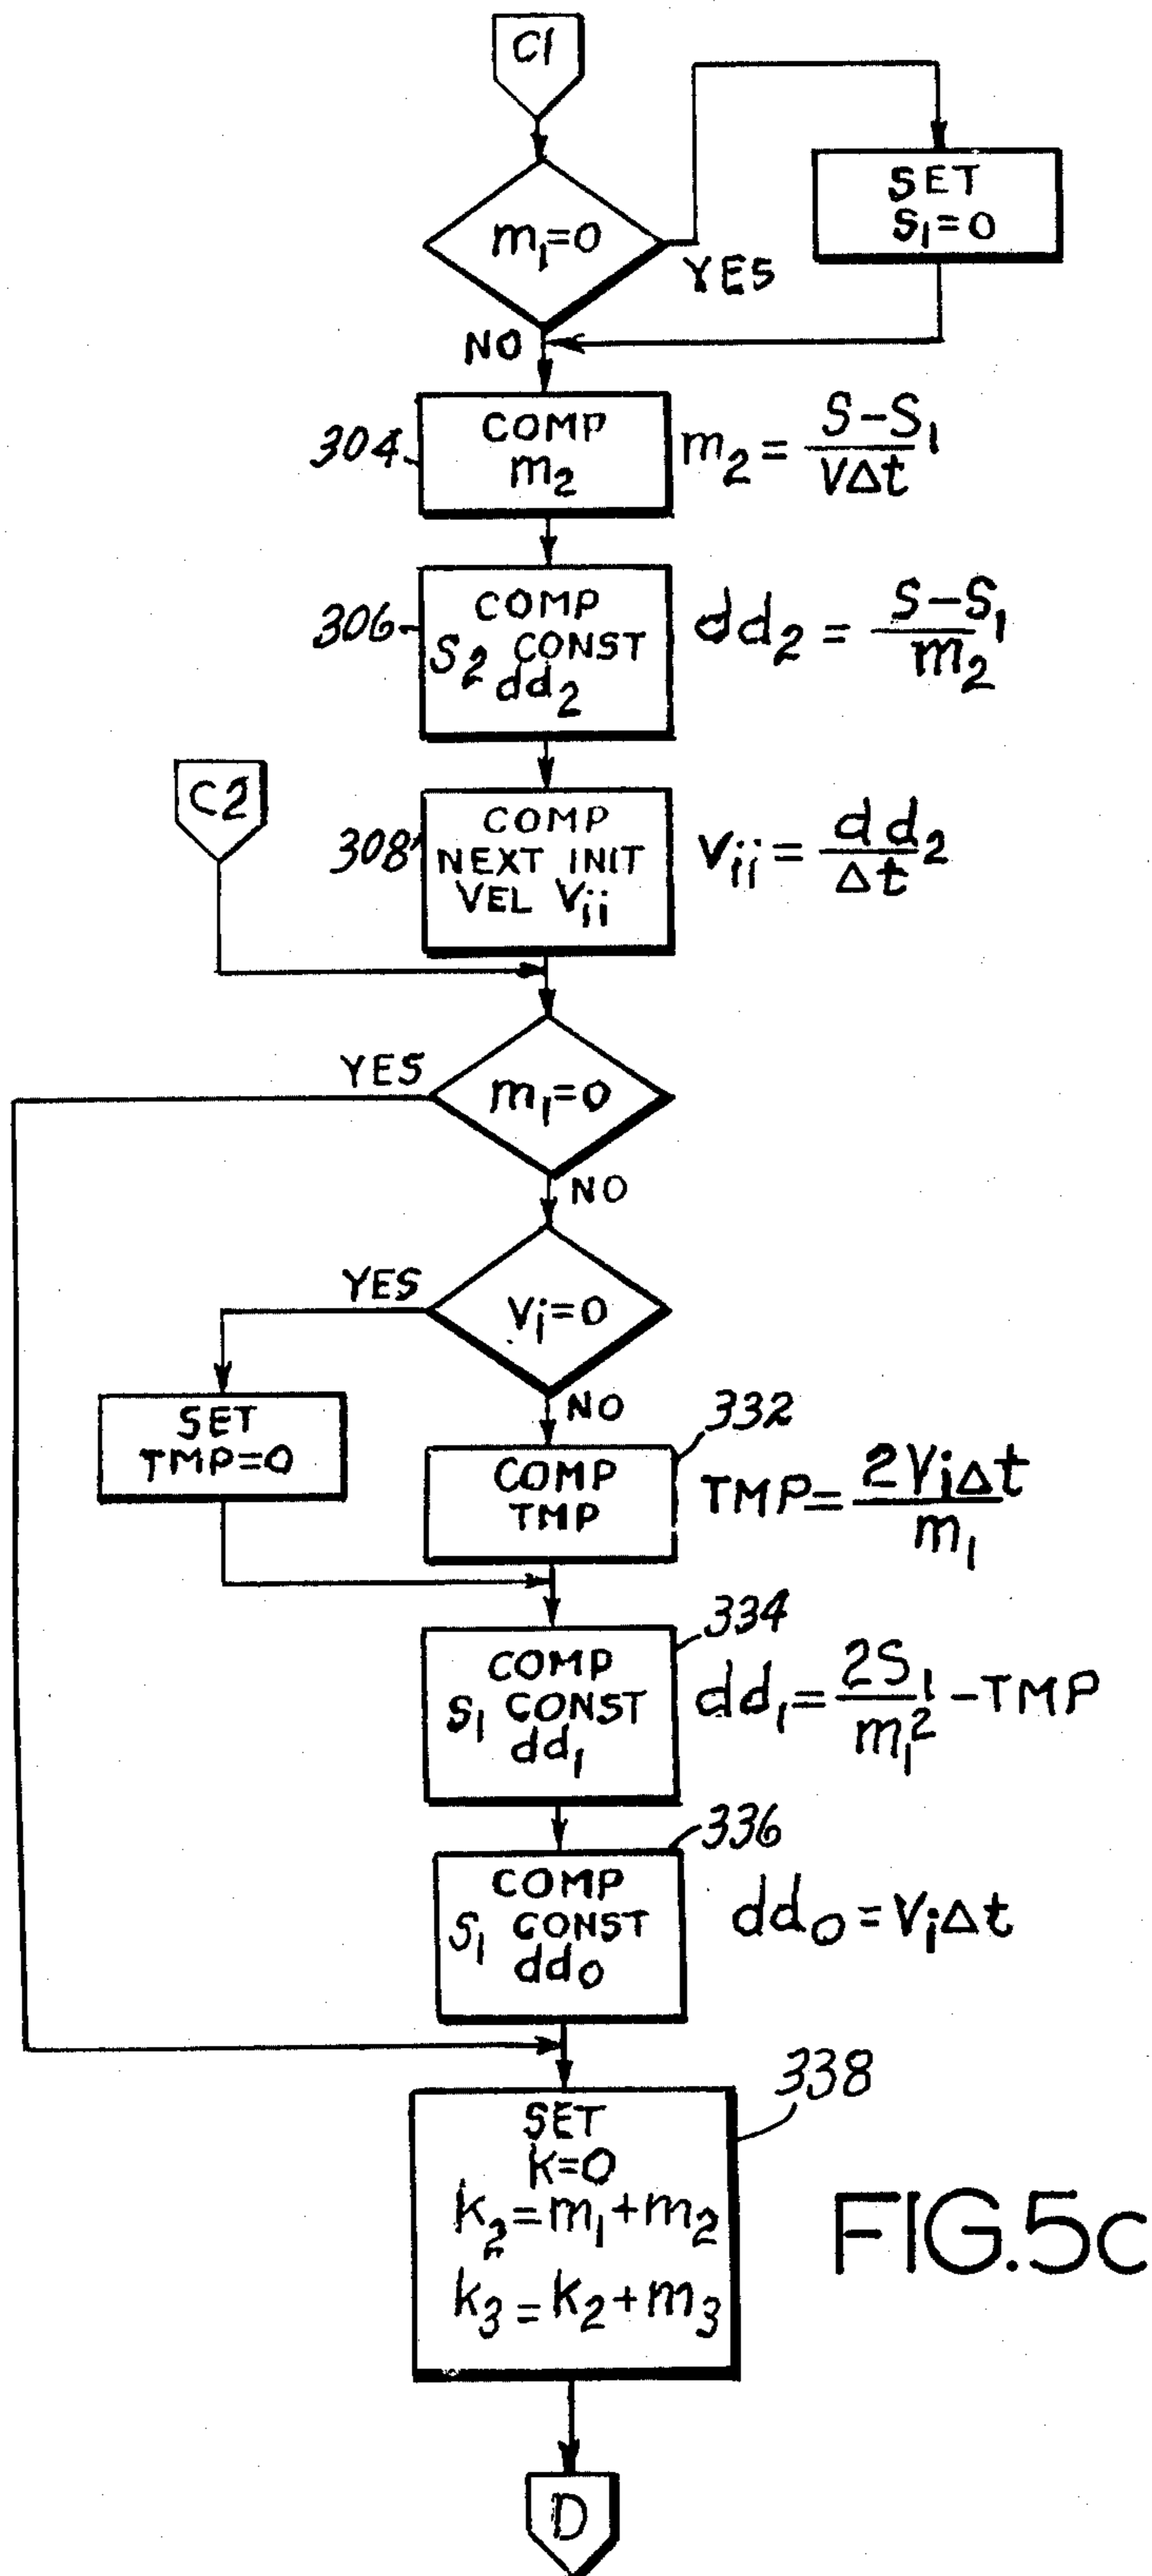 C1
m₁=0
YES
SET
S₁=0
NO
304
COMP
m₂
m₂ = (S-S₁)/(VΔt)
306
COMP
S₂ CONST
dd₂
dd₂ = (S-S₁)/m₂
C2
308
COMP
NEXT INIT
VEL Vᵢᵢ
Vᵢᵢ = dd₂/Δt
YES
m₁=0
NO
YES
Vᵢ=0
NO
SET
TMP=0
332
COMP
TMP
TMP = 2VᵢΔt/m₁
334
COMP
S₁ CONST
dd₁
dd₁ = 2S₁/m₁² - TMP
336
COMP
S₁ CONST
dd₀
dd₀ = VᵢΔt
338
SET
k=0
k₂=m₁+m₂
k₃=k₂+m₃
FIG.5c
D